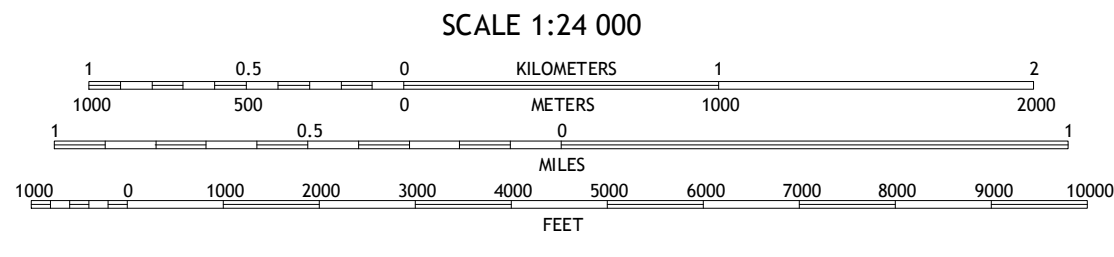 SCALE 1:24 000
1 0.5 0 KILOMETERS 1 2
1000 500 0 METERS 1000 2000
1 0.5 0 1
MILES
1000 0 1000 2000 3000 4000 5000 6000 7000 8000 9000 10000
FEET